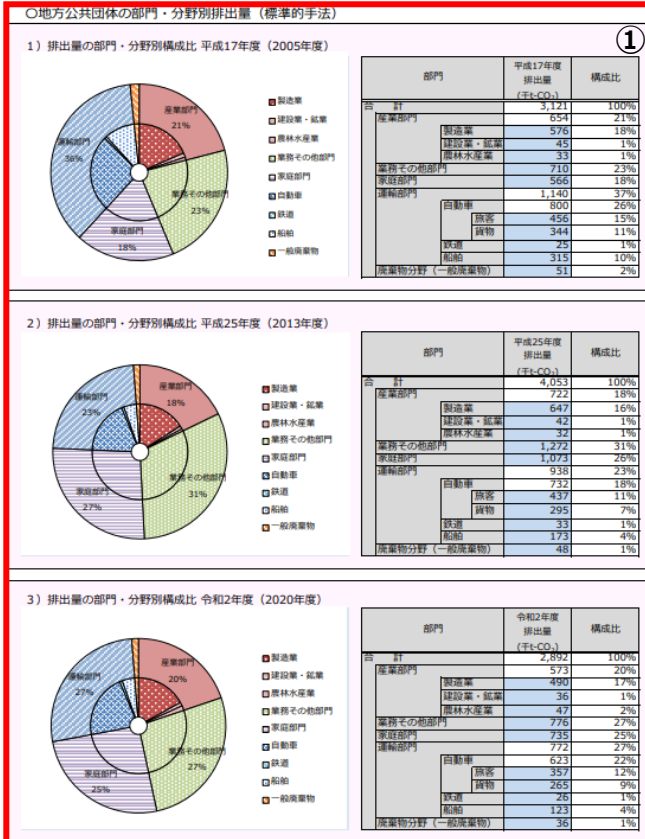 〇地方公共団体の部門・分野別排出量（標準的手法）
①
1）排出量の部門・分野別構成比 平成17年度（2005年度）
産業部門
21%
業務その他部門
23%
家庭部門
18%
運輸部門
36%
製造業
建設業・鉱業
農林水産業
業務その他部門
家庭部門
自動車
鉄道
船舶
一般廃棄物
部門 平成17年度 排出量 (千t-CO₂) 構成比
合 計 3,121 100%
産業部門 654 21%
製造業 576 18%
建設業・鉱業 45 1%
農林水産業 33 1%
業務その他部門 710 23%
家庭部門 566 18%
運輸部門 1,140 37%
自動車 800 26%
旅客 456 15%
貨物 344 11%
鉄道 25 1%
船舶 315 10%
廃棄物分野（一般廃棄物） 51 2%
2）排出量の部門・分野別構成比 平成25年度（2013年度）
産業部門
18%
業務その他部門
31%
家庭部門
27%
運輸部門
23%
製造業
建設業・鉱業
農林水産業
業務その他部門
家庭部門
自動車
鉄道
船舶
一般廃棄物
部門 平成25年度 排出量 (千t-CO₂) 構成比
合 計 4,053 100%
産業部門 722 18%
製造業 647 16%
建設業・鉱業 42 1%
農林水産業 32 1%
業務その他部門 1,272 31%
家庭部門 1,073 26%
運輸部門 938 23%
自動車 732 18%
旅客 437 11%
貨物 295 7%
鉄道 33 1%
船舶 173 4%
廃棄物分野（一般廃棄物） 48 1%
3）排出量の部門・分野別構成比 令和2年度（2020年度）
産業部門
20%
業務その他部門
27%
家庭部門
25%
運輸部門
27%
製造業
建設業・鉱業
農林水産業
業務その他部門
家庭部門
自動車
鉄道
船舶
一般廃棄物
部門 令和2年度 排出量 (千t-CO₂) 構成比
合 計 2,892 100%
産業部門 573 20%
製造業 490 17%
建設業・鉱業 36 1%
農林水産業 47 2%
業務その他部門 776 27%
家庭部門 735 25%
運輸部門 772 27%
自動車 623 22%
旅客 357 12%
貨物 265 9%
鉄道 26 1%
船舶 123 4%
廃棄物分野（一般廃棄物） 36 1%